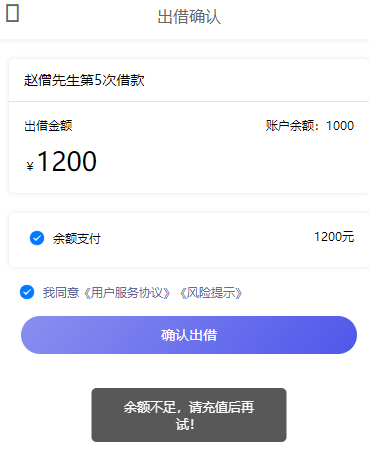 出借确认
赵僧先生第5次借款
出借金额
账户余额：1000
￥1200
余额支付
1200元
我同意《用户服务协议》《风险提示》
确认出借
余额不足，请充值后再
试！